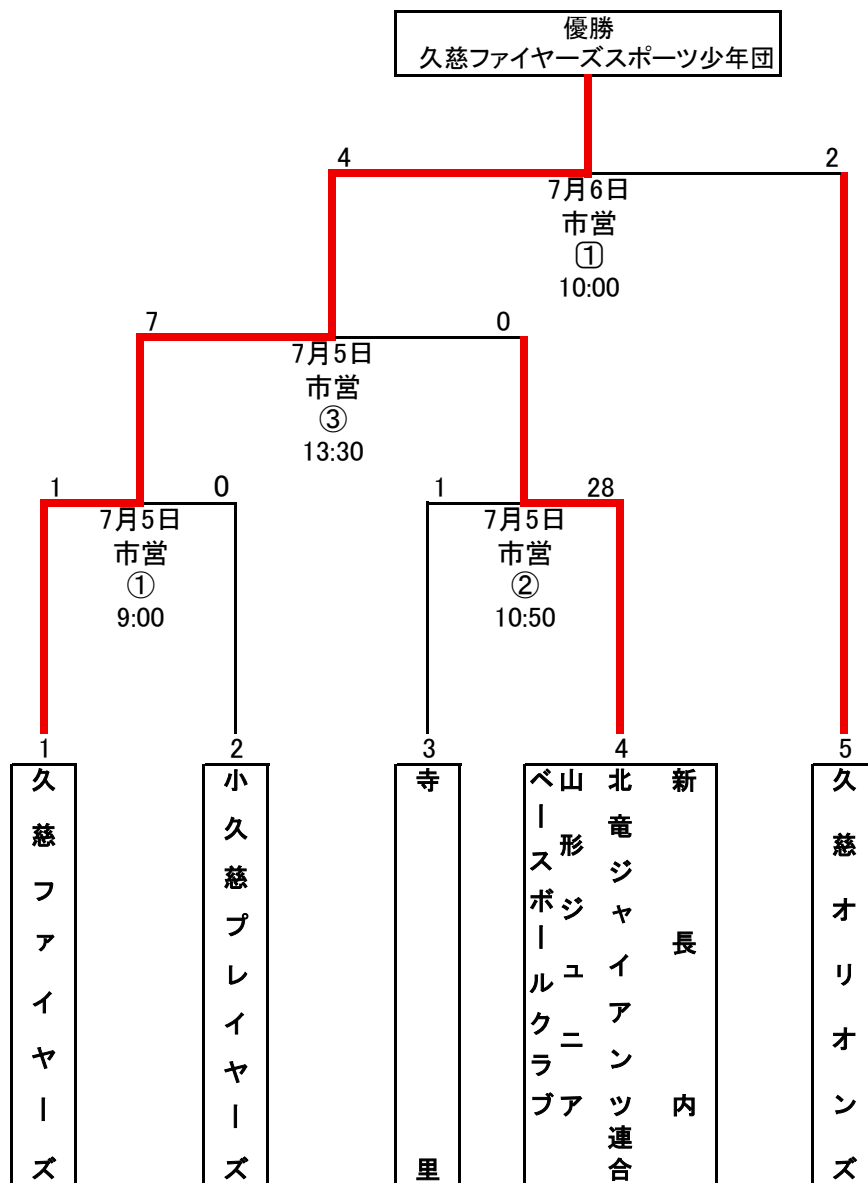 優勝
久慈ファイヤーズスポーツ少年団
4
2
7月6日
市営
①
10:00
7
0
7月5日
市営
③
13:30
1
0
7月5日
市営
①
9:00
1
28
7月5日
市営
②
10:50
1
2
3
4
5
久慈ファイヤーズ
小久慈プレイヤーズ
寺里
新長内
北竜ジャイアンツ連合
山形ジュニア
ベースボールクラブ
久慈オリオンズ